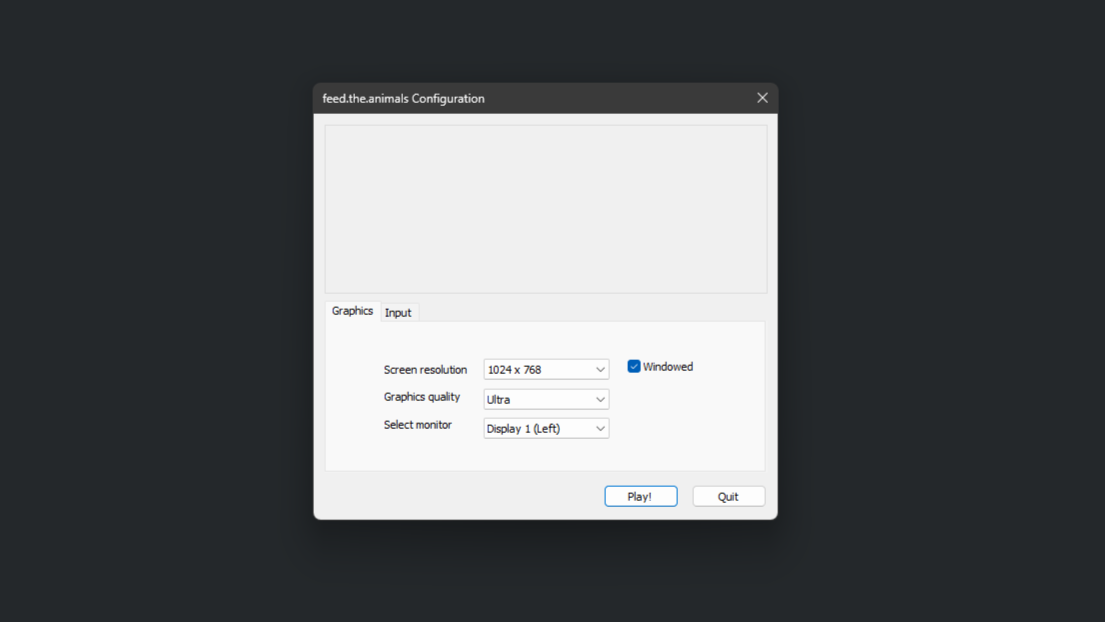 feed.the.animals Configuration
Graphics
Input
Screen resolution
1024 x 768
Windowed
Graphics quality
Ultra
Select monitor
Display 1 (Left)
Play!
Quit